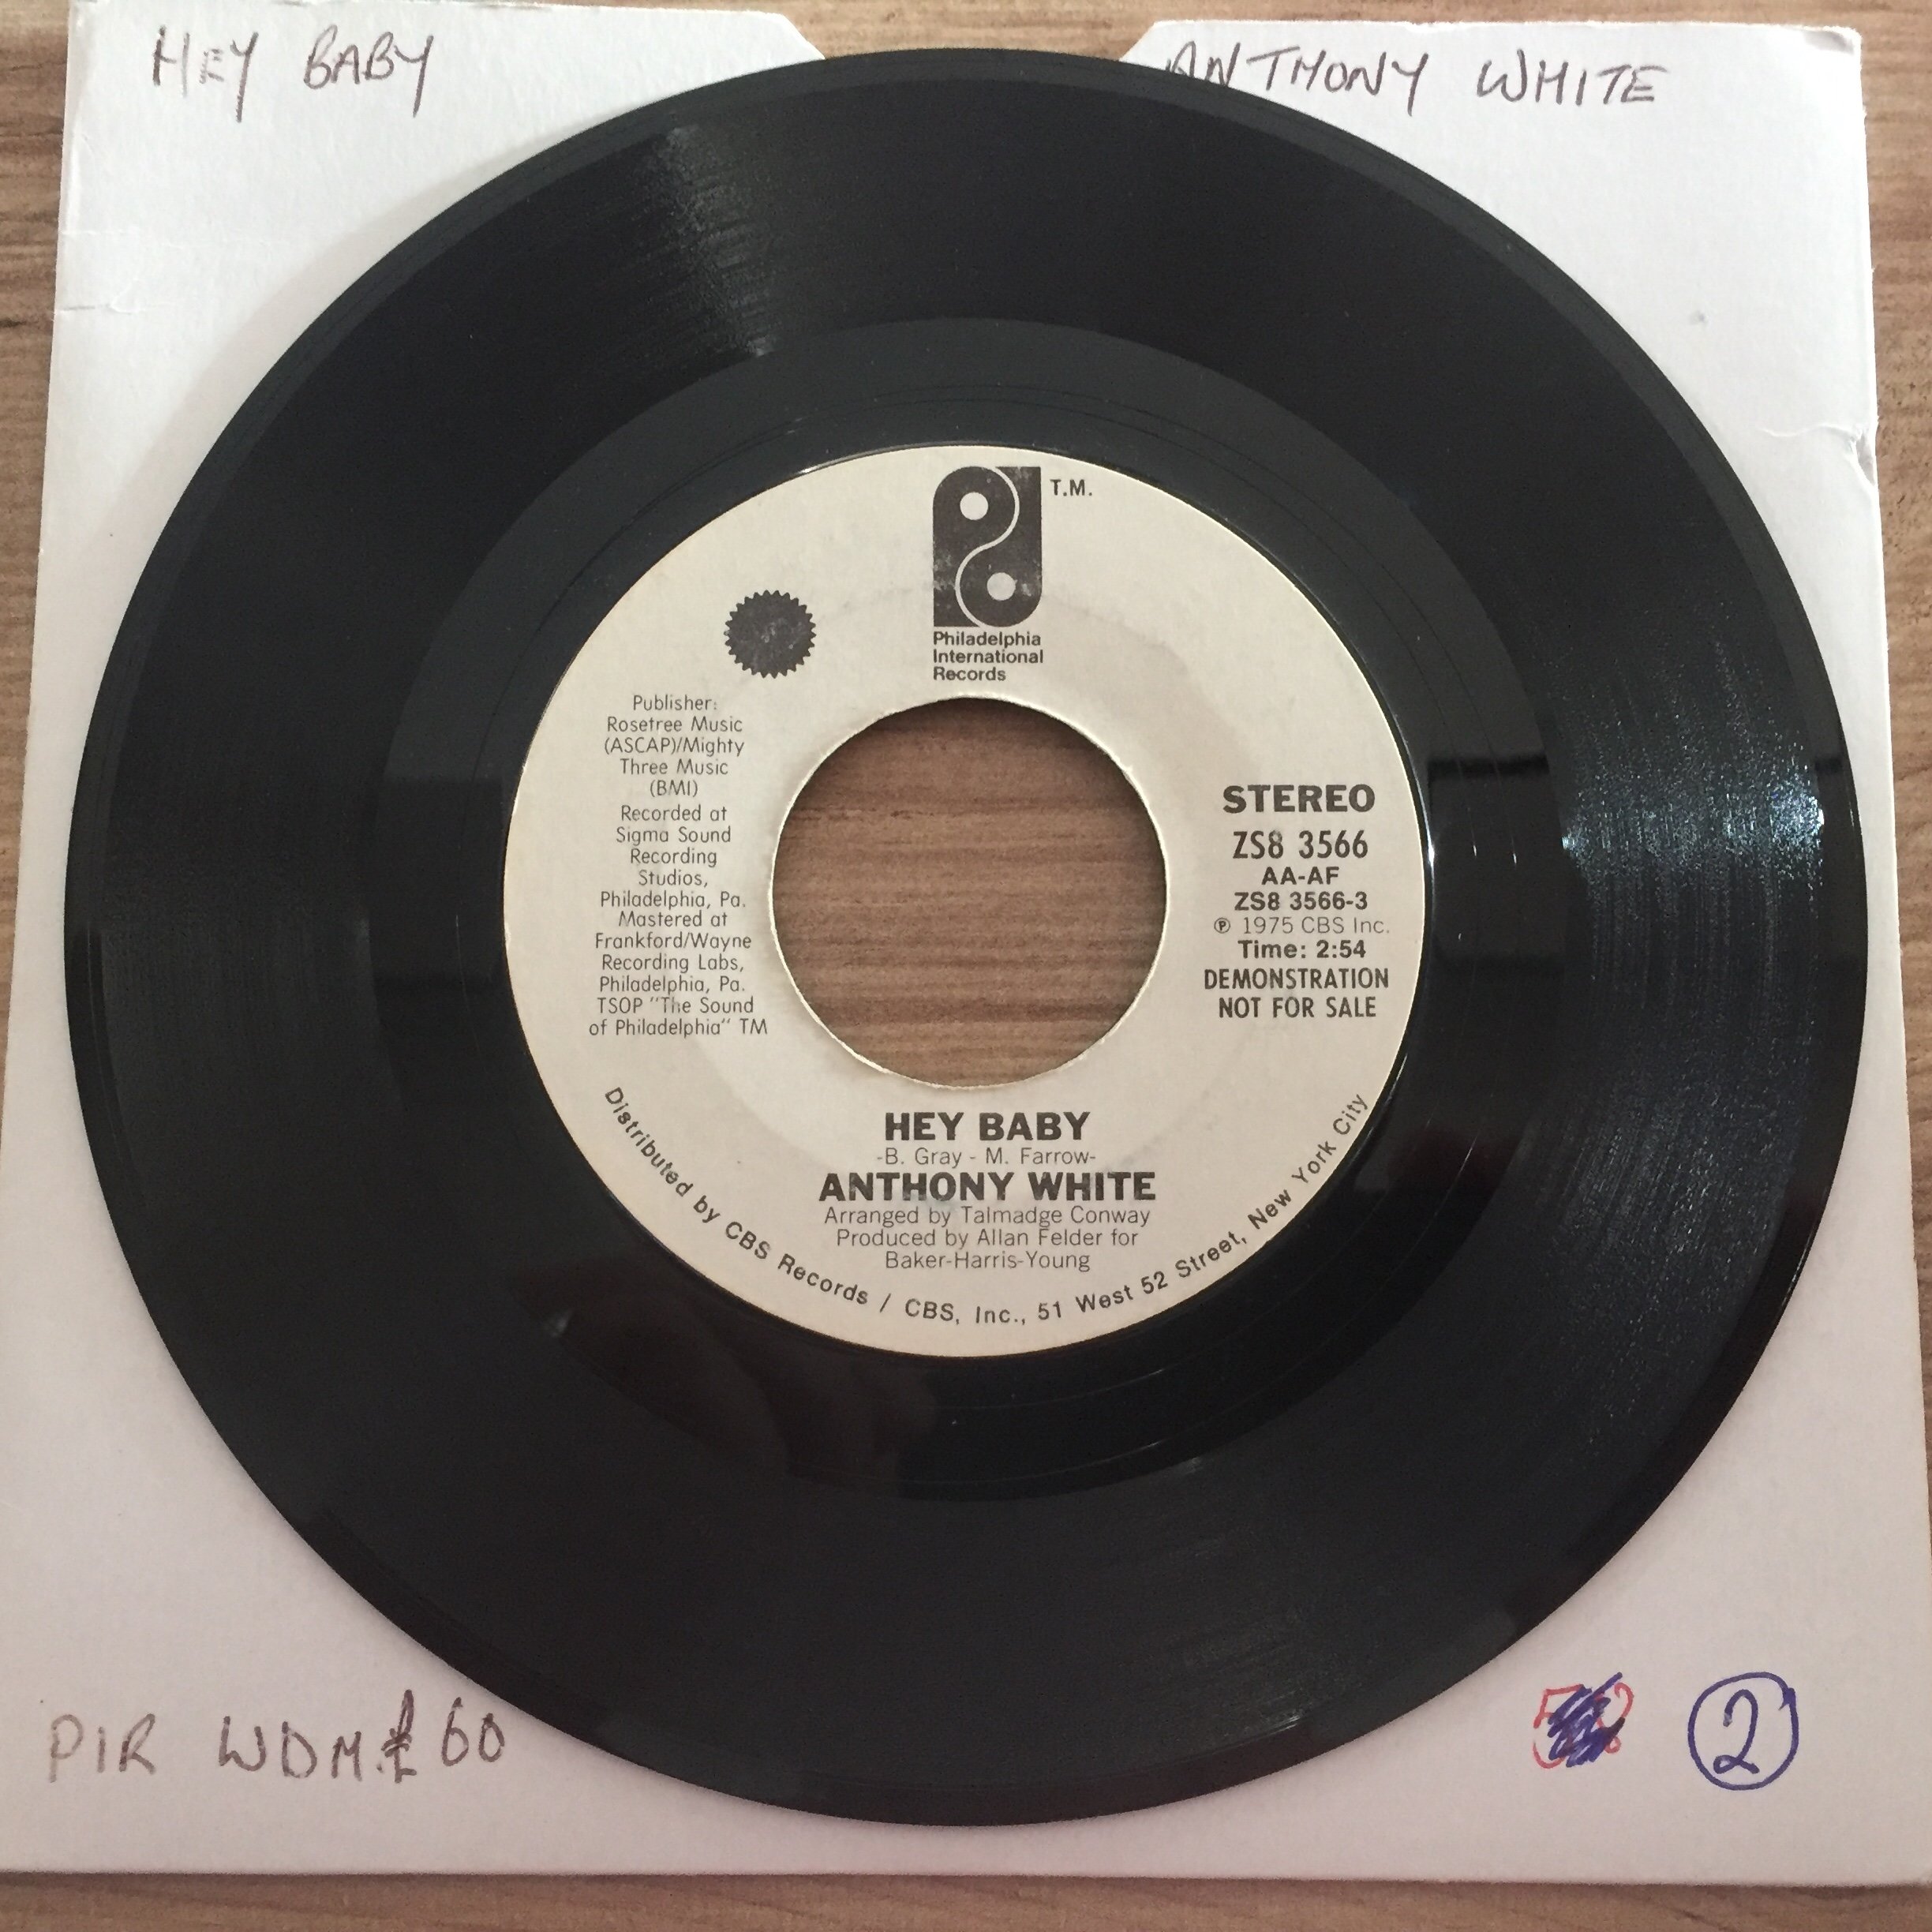 HEY BABY
ANTHONY WHITE
T.M.
Philadelphia
International
Records
Publisher:
Rosetree Music
(ASCAP)/Mighty
Three Music
(BMI)
Recorded at
Sigma Sound
Recording
Studios,
Philadelphia, Pa.
Mastered at
Frankford/Wayne
Recording Labs,
Philadelphia, Pa.
TSOP "The Sound
of Philadelphia" TM
STEREO
ZS8 3566
AA-AF
ZS8 3566-3
℗ 1975 CBS Inc.
Time: 2:54
DEMONSTRATION
NOT FOR SALE
HEY BABY
-B. Gray - M. Farrow-
ANTHONY WHITE
Arranged by Talmadge Conway
Produced by Allan Felder for
Baker-Harris-Young
Distributed by CBS Records / CBS, Inc., 51 West 52 Street, New York City
PIR WDM £60
2